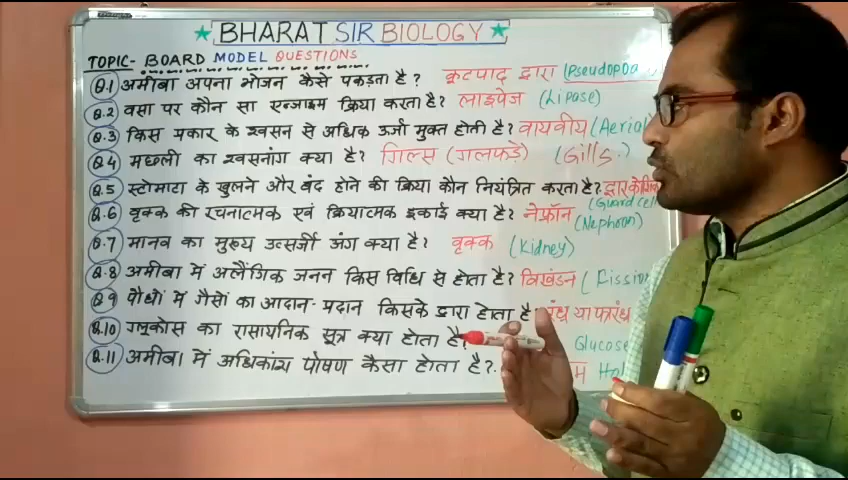 BHARAT SIR BIOLOGY
TOPIC- BOARD MODEL QUESTIONS
Q.1 अमीबा अपना भोजन कैसे पकड़ता है? कूटपाद द्वारा
Q.2 वसा पर कौन सा एन्जाइम क्रिया करता है? लाइपेज (Lipase)
Q.3 किस प्रकार के श्वसन से अधिक उर्जा मुक्त होती है? वायवीय (Aerial
Q.4 मछली का श्वसनांग क्या है? गिल्स (गलफड़े) (Gills.)
Q.5 स्टोमाटा के खुलने और बंद होने की क्रिया कौन नियंत्रित करता है? द्वार कोशिका
(Guard cell
Q.6 वृक्क की रचनात्मक एवं क्रियात्मक इकाई क्या है? नेफ्रॉन (Nephron)
Q.7 मानव का मुख्य उत्सर्जी अंग क्या है? वृक्क (Kidney)
Q.8 अमीबा में अलैंगिक जनन किस विधि से होता है? विखंडन (Fission
Q.9 पौधों में गैसों का आदान-प्रदान किसके द्वारा होता है रंध्र या
Q.10 ग्लूकोस का रासायनिक सूत्र क्या होता है? Glucose
Q.11 अमीबा में अधिकांश पोषण कैसा होता है?